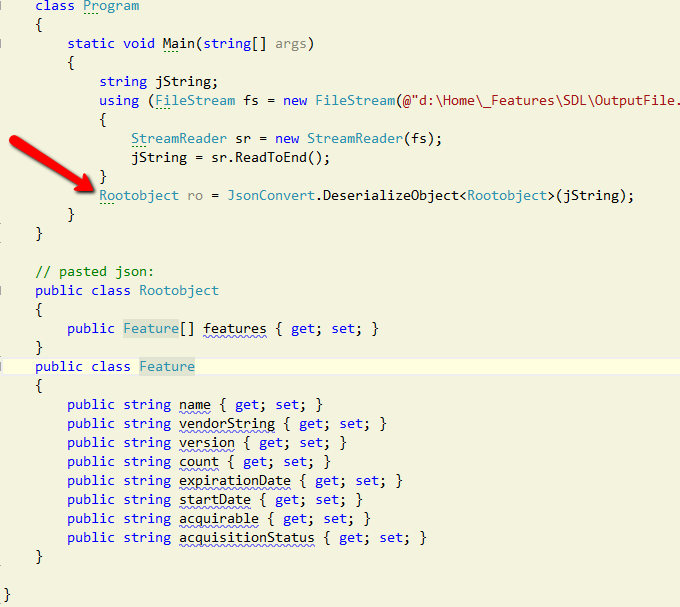 class Program
{
static void Main(string[] args)
{
string jString;
using (FileStream fs = new FileStream(@"d:\Home\_Features\SDL\OutputFile.
{
StreamReader sr = new StreamReader(fs);
jString = sr.ReadToEnd();
}
Rootobject ro = JsonConvert.DeserializeObject<Rootobject>(jString);
}
}
// pasted json:
public class Rootobject
{
public Feature[] features { get; set; }
}
public class Feature
{
public string name { get; set; }
public string vendorString { get; set; }
public string version { get; set; }
public string count { get; set; }
public string expirationDate { get; set; }
public string startDate { get; set; }
public string acquirable { get; set; }
public string acquisitionStatus { get; set; }
}
}